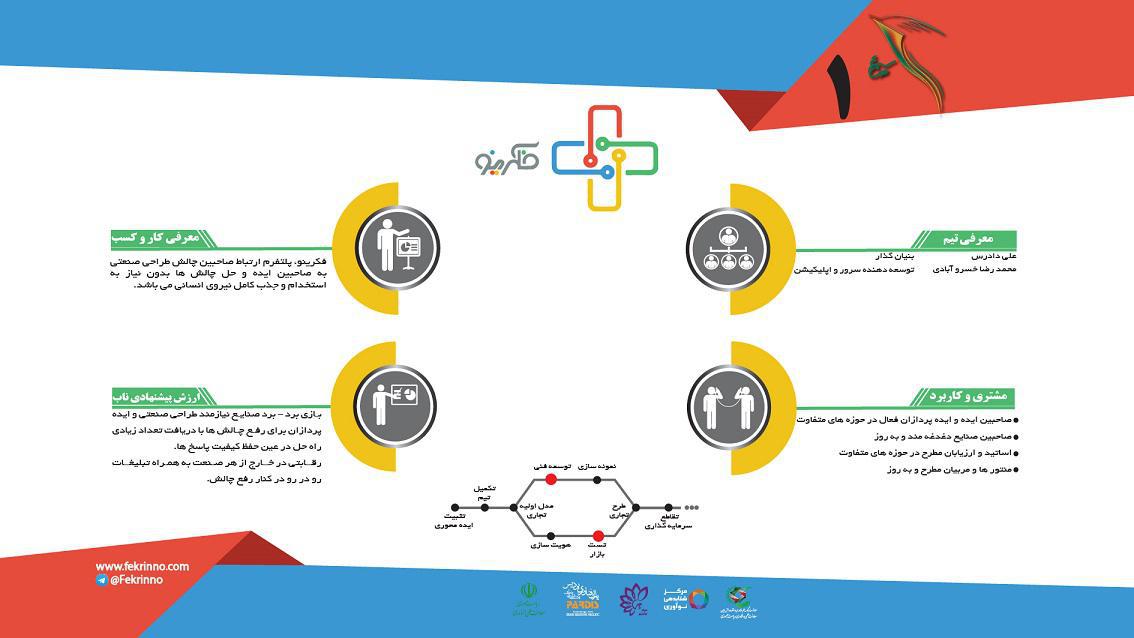 ۱
فکرینو
معرفی تیم
علی دادرس بنیان گذار
محمد رضا خسرو آبادی توسعه دهنده سرور و اپلیکیشن
معرفی کار و کسب
فکرینو، پلتفرم ارتباط صاحبین چالش طراحی صنعتی
به صاحبین ایده و حل چالش ها بدون نیاز به
استخدام و جذب کامل نیروی انسانی می باشد.
مشتری و کاربرد
● صاحبین ایده و ایده پردازان فعال در حوزه های متفاوت
● صاحبین صنایع دغدغه مند و به روز
● اساتید و ارزیابان مطرح در حوزه های متفاوت
● منتور ها و مربیان مطرح و به روز
ارزش پیشنهادی ناب
بازی برد - برد صنایع نیازمند طراحی صنعتی و ایده
پردازان برای رفع چالش ها با دریافت تعداد زیادی
راه حل در عین حفظ کیفیت پاسخ ها.
رقابتی در خارج از هر صنعت به همراه تبلیغات
رو در رو در کنار رفع چالش.
توسعه فنی
نمونه سازی
تکمیل
تیم
تثبیت
ایده محوری
مدل اولیه
تجاری
طرح
تجاری
تقاطع
سرمایه گذاری
هویت سازی
تست
بازار
www.fekrinno.com
@Fekrinno
PARDIS
مرکز
شتابدهی
نوآوری